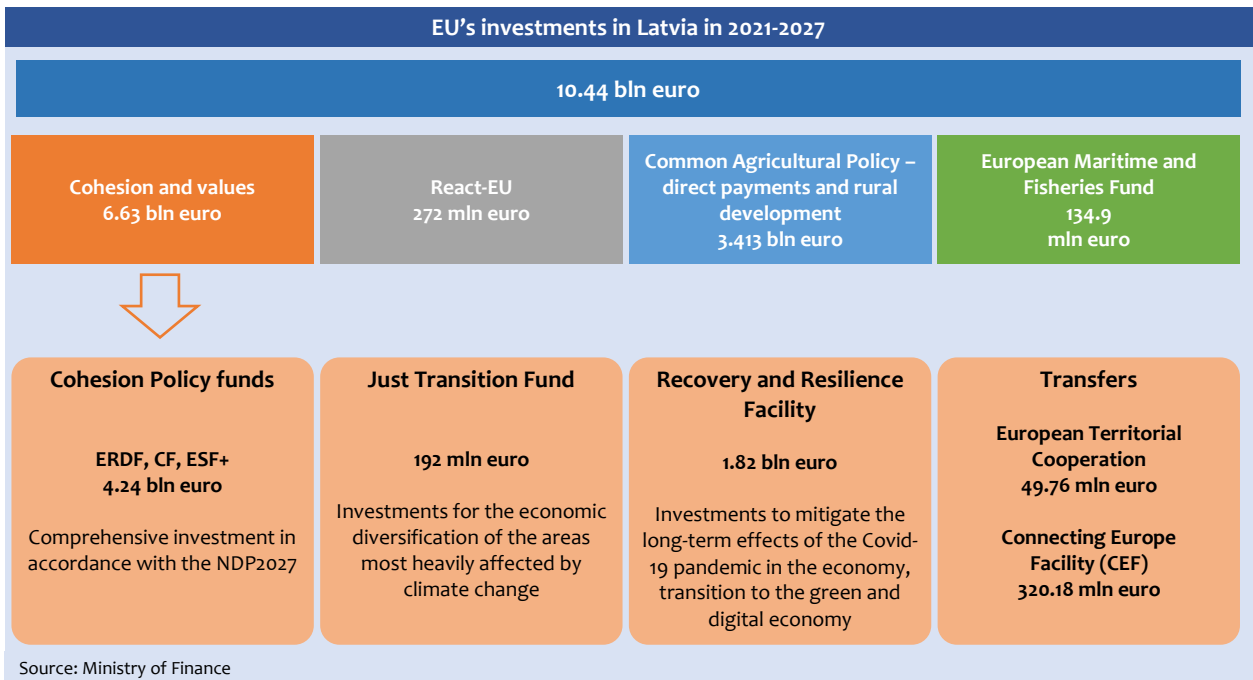 EU's investments in Latvia in 2021-2027
10.44 bln euro
Cohesion and values
6.63 bln euro
React-EU
272 mln euro
Common Agricultural Policy –
direct payments and rural
development
3.413 bln euro
European Maritime and
Fisheries Fund
134.9
mln euro
Cohesion Policy funds
ERDF, CF, ESF+
4.24 bln euro
Comprehensive investment in
accordance with the NDP2027
Just Transition Fund
192 mln euro
Investments for the economic
diversification of the areas
most heavily affected by
climate change
Recovery and Resilience
Facility
1.82 bln euro
Investments to mitigate the
long-term effects of the Covid-
19 pandemic in the economy,
transition to the green and
digital economy
Transfers
European Territorial
Cooperation
49.76 mln euro
Connecting Europe
Facility (CEF)
320.18 mln euro
Source: Ministry of Finance